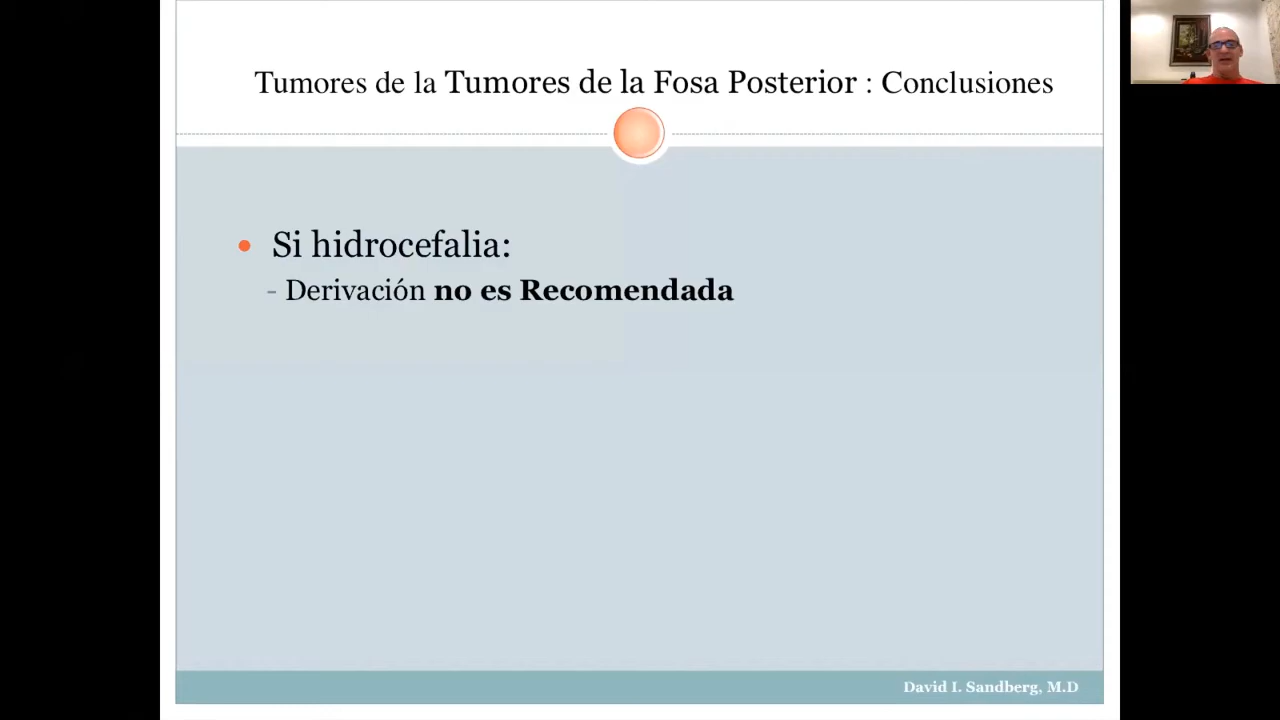 Tumores de la Tumores de la Fosa Posterior : Conclusiones
Si hidrocefalia:
- Derivación no es Recomendada
David I. Sandberg, M.D